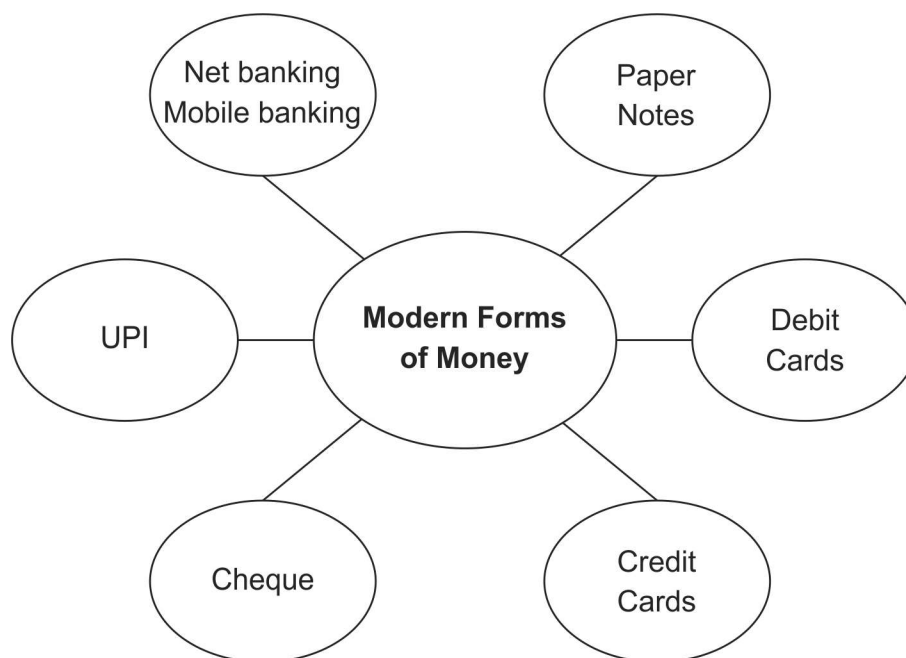 Net banking
Mobile banking
Paper
Notes
UPI
Modern Forms
of Money
Debit
Cards
Cheque
Credit
Cards